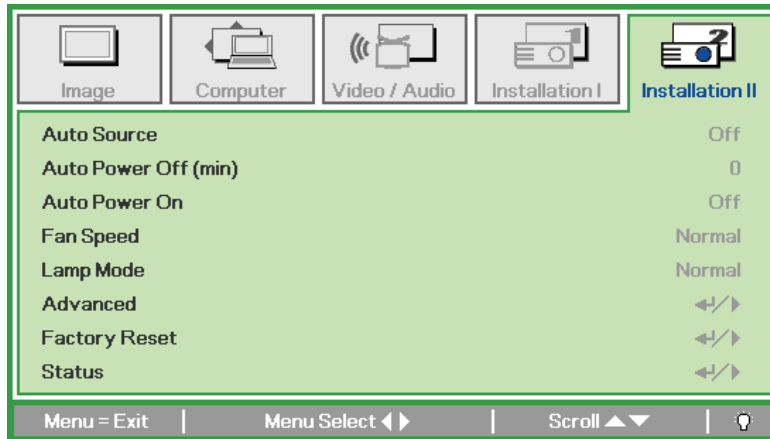 Image Computer Video / Audio Installation I Installation II
Auto Source Off
Auto Power Off (min) 0
Auto Power On Off
Fan Speed Normal
Lamp Mode Normal
Advanced
Factory Reset
Status
Menu = Exit Menu Select Scroll